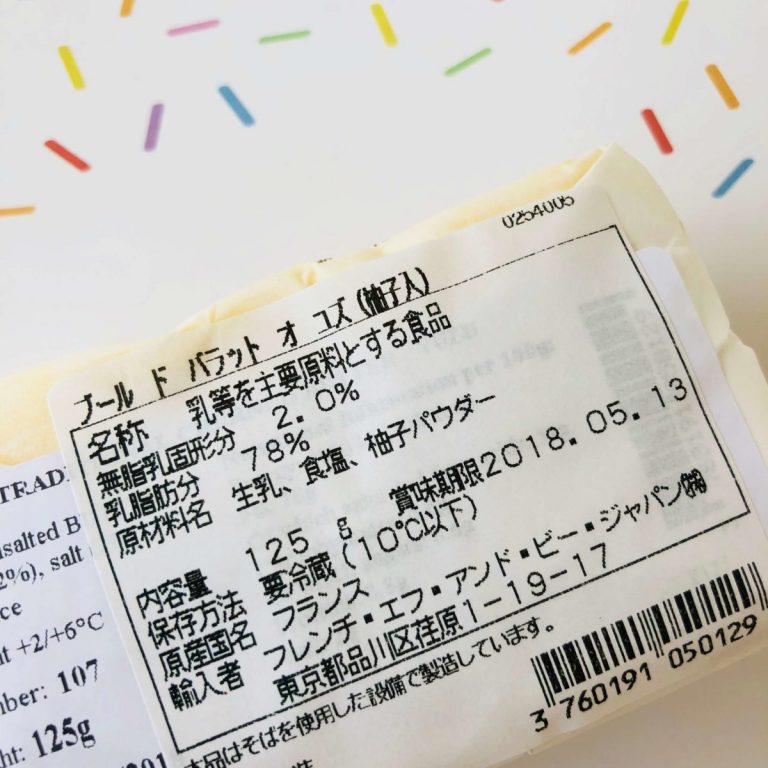 0254005
ブール ド バラット オ ユズ (柚子入)
名称 乳等を主要原料とする食品
無脂乳固形分 2.0%
乳脂肪分 78%
原材料名 生乳、食塩、柚子パウダー
内容量 125 g 賞味期限2018.05.13
保存方法 要冷蔵(10℃以下)
原産国名 フランス
輸入者 フレンチ・エフ・アンド・ビー・ジャパン㈱
東京都品川区荏原1-19-17
本品はそばを使用した設備で製造しています。
3 760191 050129
TRAD
nsalted B
2%), salt
ce
at +2/+6°C
nber: 107
ht: 125g